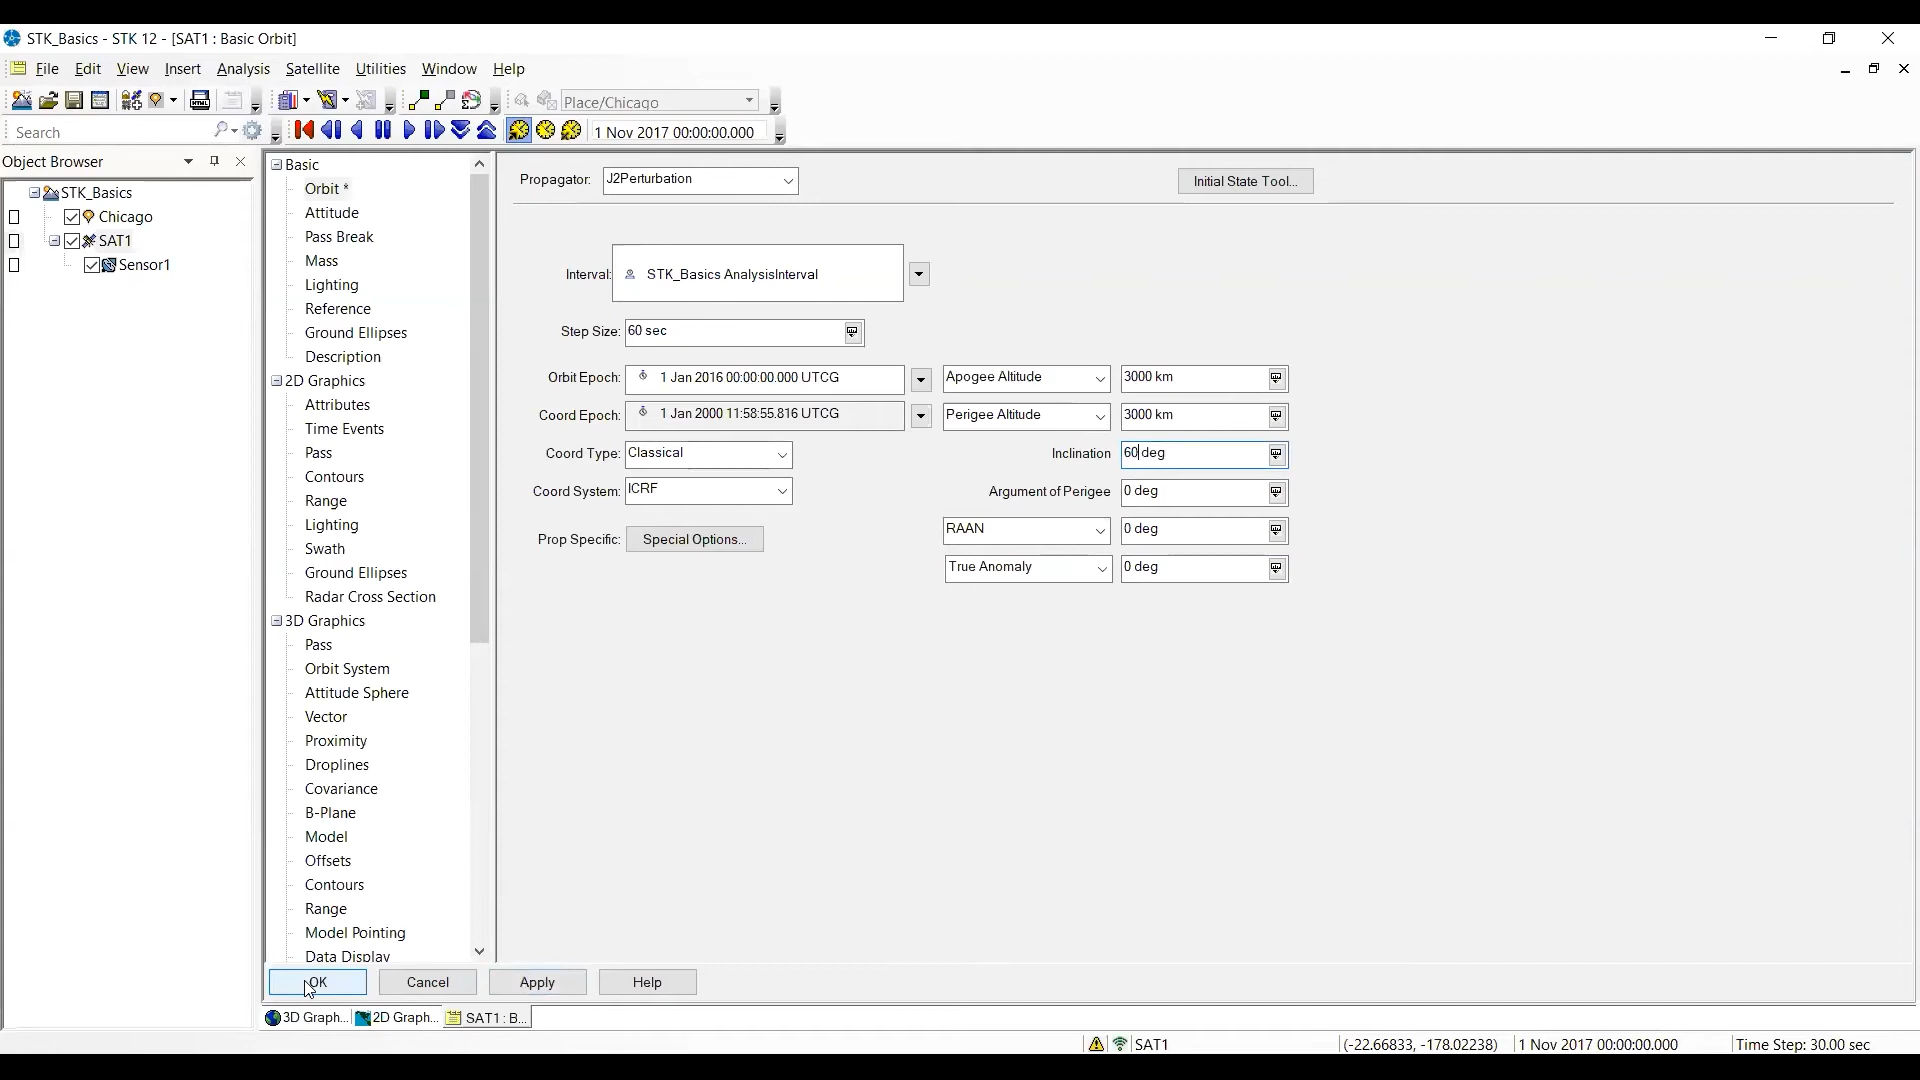 STK_Basics - STK 12 - [SAT1 : Basic Orbit]
File Edit View Insert Analysis Satellite Utilities Window Help
Place/Chicago
Search
1 Nov 2017 00:00:00.000
Object Browser
STK_Basics
Chicago
SAT1
Sensor1
Basic
Orbit *
Attitude
Pass Break
Mass
Lighting
Reference
Ground Ellipses
Description
2D Graphics
Attributes
Time Events
Pass
Contours
Range
Lighting
Swath
Ground Ellipses
Radar Cross Section
3D Graphics
Pass
Orbit System
Attitude Sphere
Vector
Proximity
Droplines
Covariance
B-Plane
Model
Offsets
Contours
Range
Model Pointing
Data Display
Propagator: J2Perturbation Initial State Tool...
Interval: STK_Basics AnalysisInterval
Step Size: 60 sec
Orbit Epoch: 1 Jan 2016 00:00:00.000 UTCG Apogee Altitude 3000 km
Coord Epoch: 1 Jan 2000 11:58:55.816 UTCG Perigee Altitude 3000 km
Coord Type: Classical Inclination 60 deg
Coord System: ICRF Argument of Perigee 0 deg
RAAN 0 deg
Prop Specific: Special Options...
True Anomaly 0 deg
OK Cancel Apply Help
3D Graph... 2D Graph... SAT1 : B...
SAT1 (-22.66833, -178.02238) 1 Nov 2017 00:00:00.000 Time Step: 30.00 sec